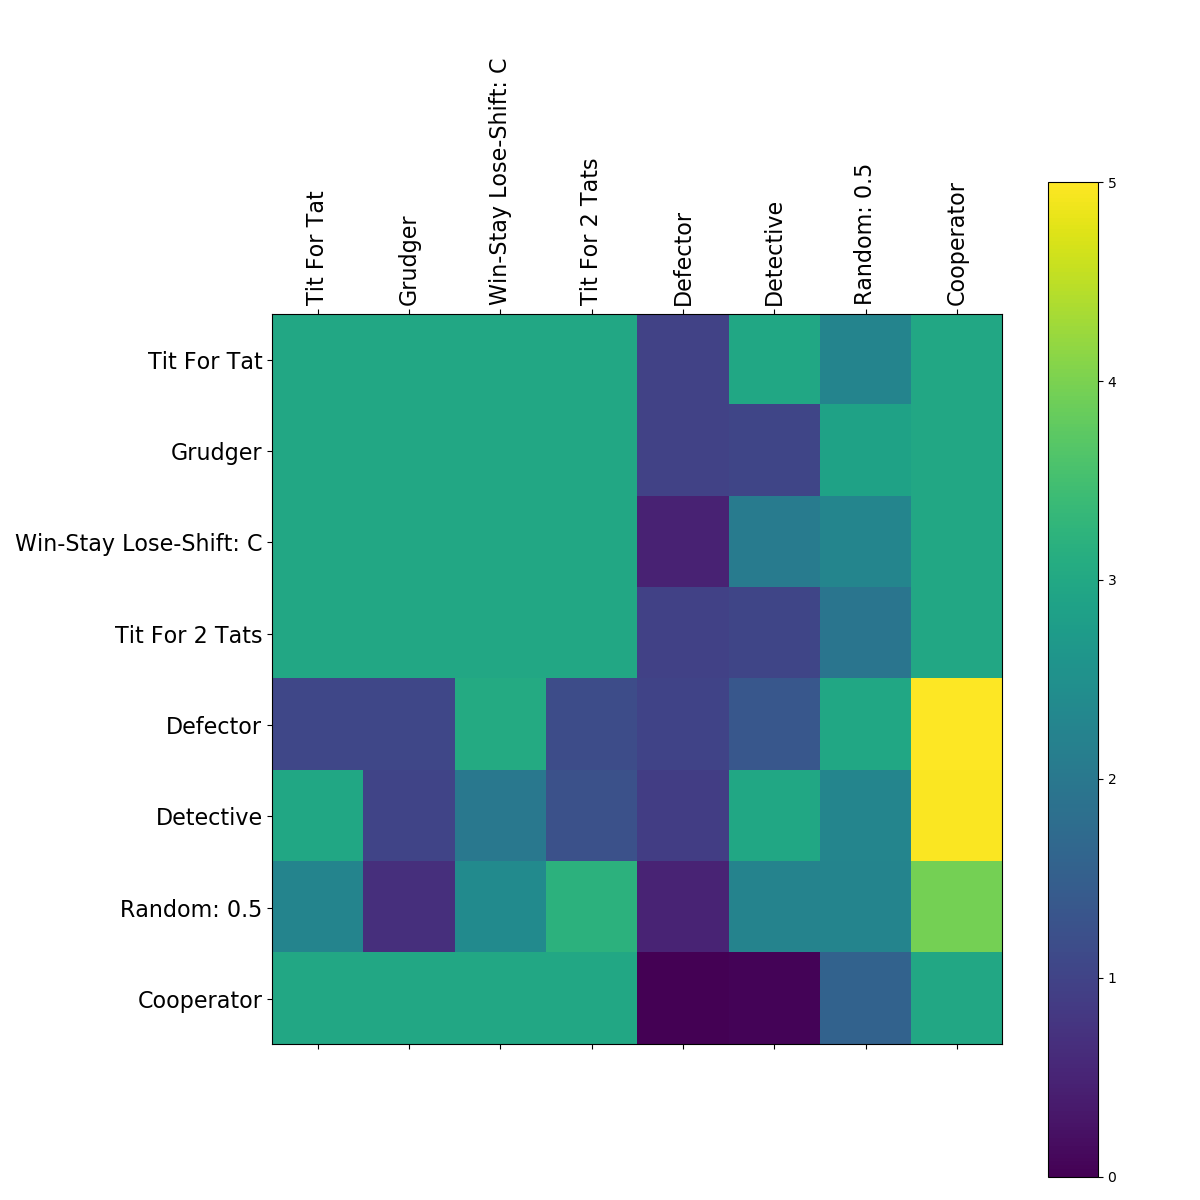 Tit For Tat
Grudger
Win-Stay Lose-Shift: C
Tit For 2 Tats
Defector
Detective
Random: 0.5
Cooperator
Tit For Tat
Grudger
Win-Stay Lose-Shift: C
Tit For 2 Tats
Defector
Detective
Random: 0.5
Cooperator
5
4
3
2
1
0